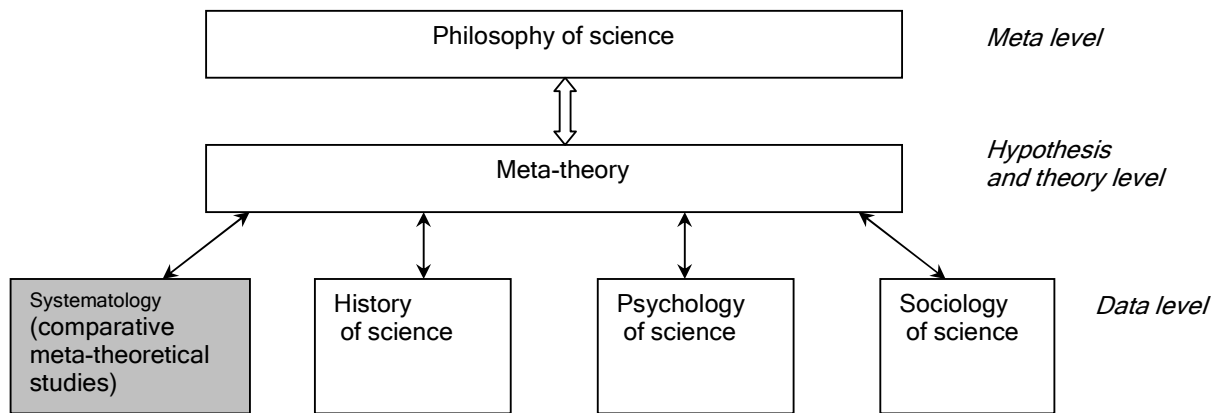 Philosophy of science
Meta level
Meta-theory
Hypothesis
and theory level
Systematology
(comparative
meta-theoretical
studies)
History
of science
Psychology
of science
Sociology
of science
Data level